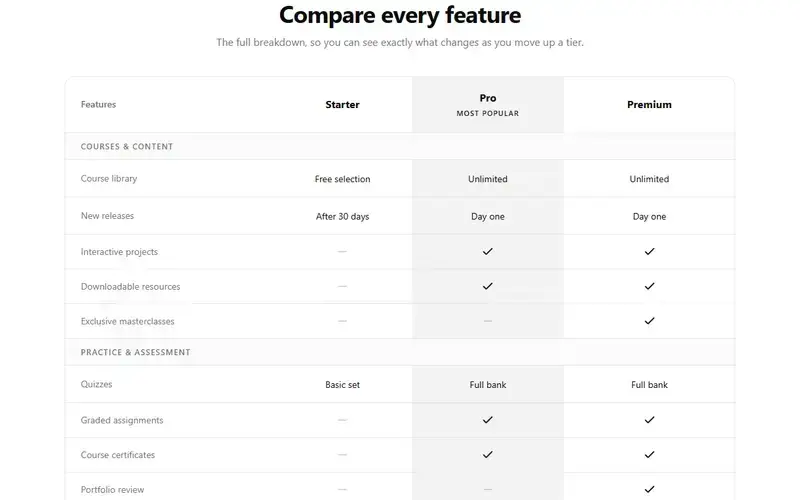 Compare every feature
The full breakdown, so you can see exactly what changes as you move up a tier.
Features Starter Pro Premium
MOST POPULAR
COURSES & CONTENT
Course library Free selection Unlimited Unlimited
New releases After 30 days Day one Day one
Interactive projects — ✓ ✓
Downloadable resources — ✓ ✓
Exclusive masterclasses — — ✓
PRACTICE & ASSESSMENT
Quizzes Basic set Full bank Full bank
Graded assignments — ✓ ✓
Course certificates — ✓ ✓
Portfolio review — — ✓